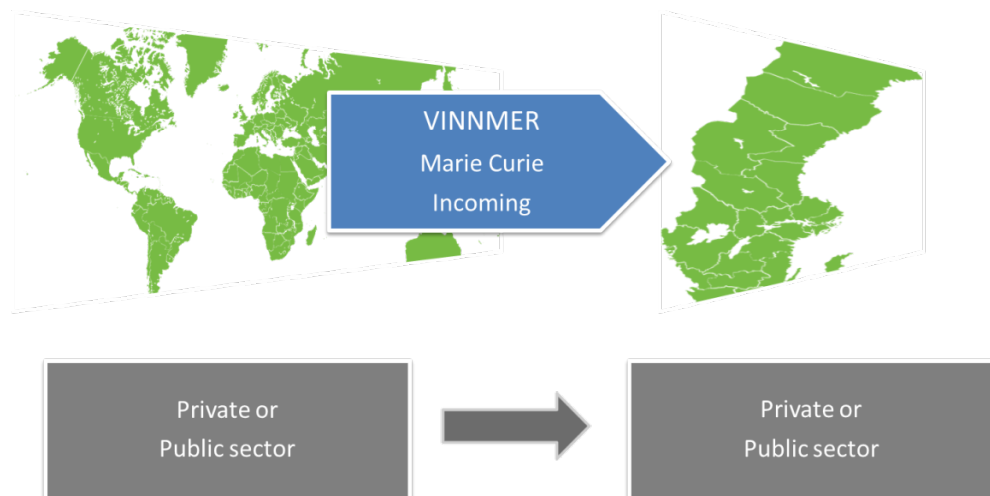 VINNMER
Marie Curie
Incoming
Private or
Public sector
Private or
Public sector